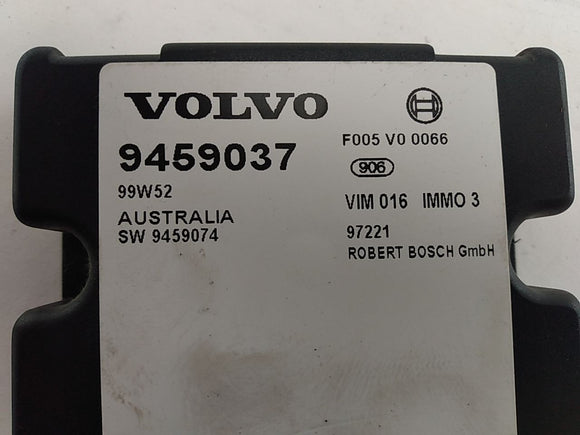 VOLVO
9459037
99W52
AUSTRALIA
SW 9459074
F005 V0 0066
906
VIM 016 IMMO 3
97221
ROBERT BOSCH GmbH